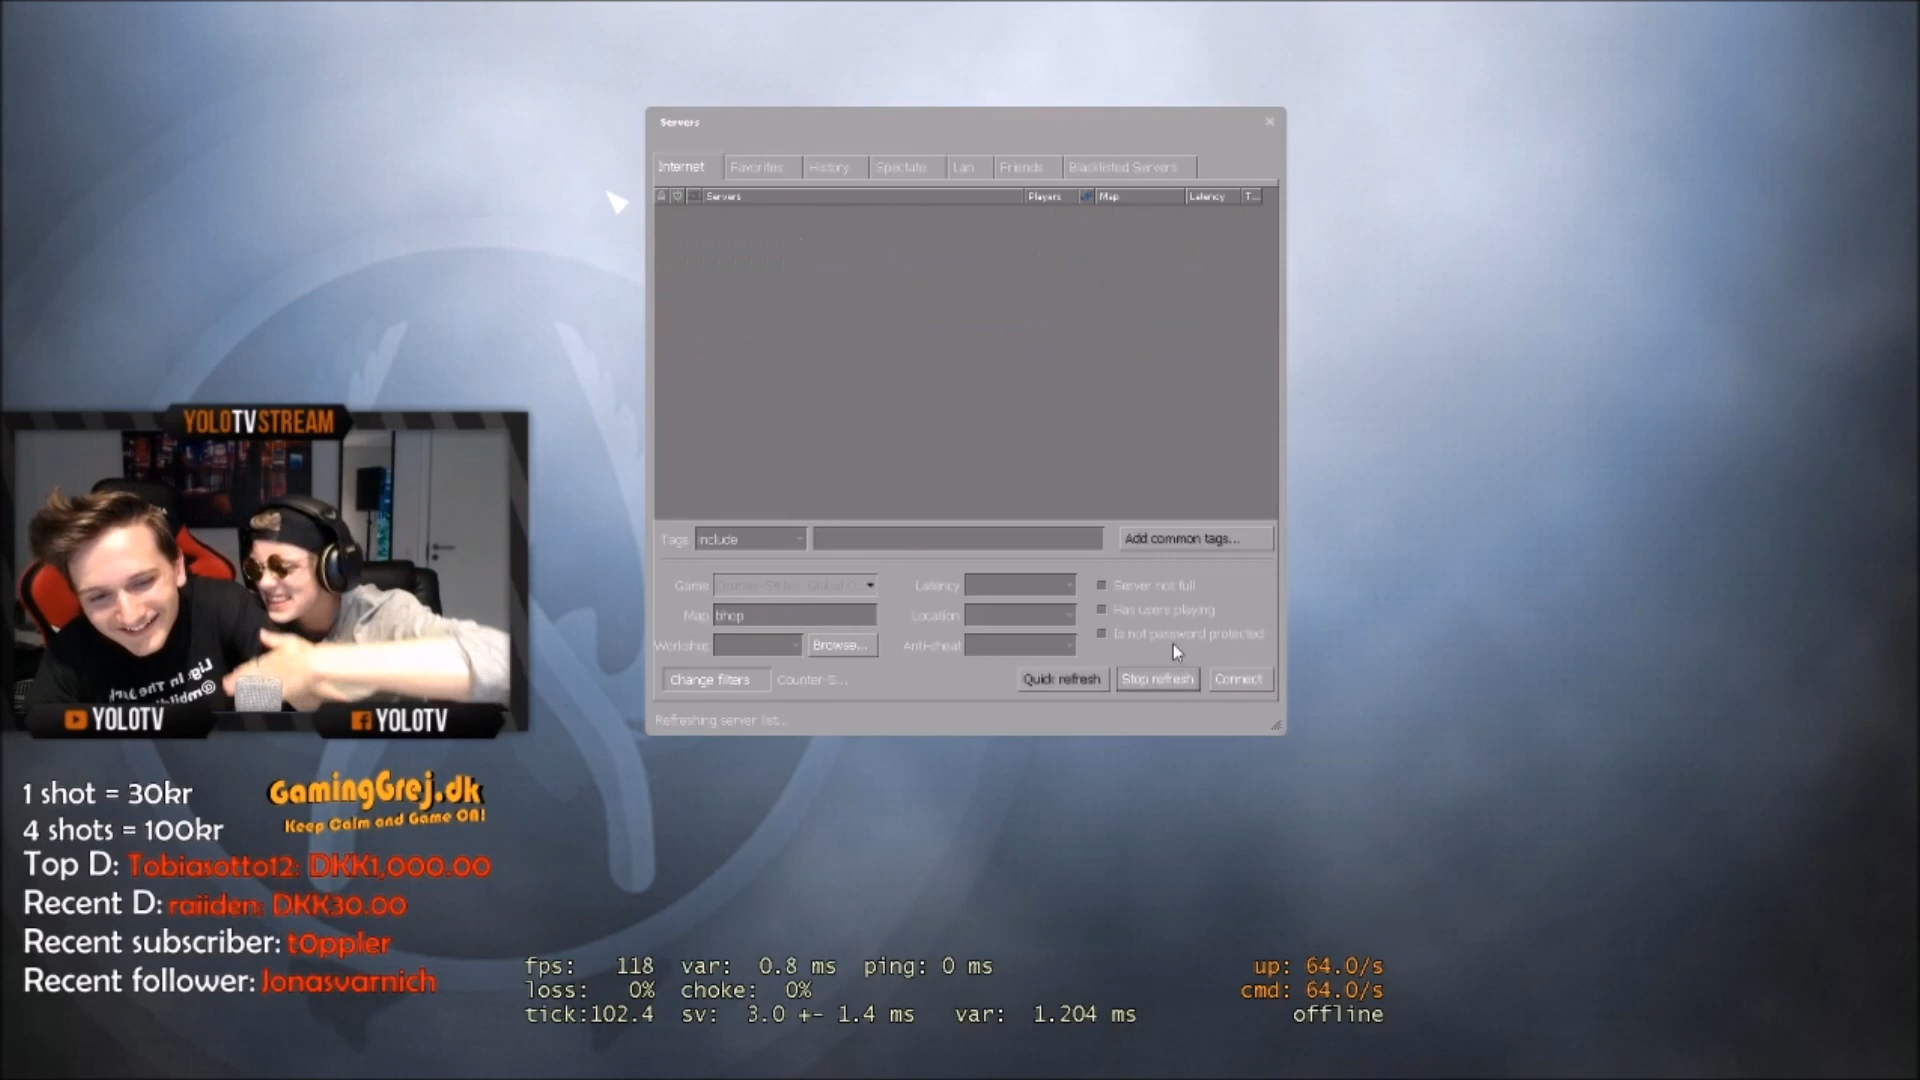 Servers
Internet Favorites History Spectate Lan Friends Blacklisted Servers
Servers Players Map Latency T...
Tags include Add common tags...
Game Counter-Strike: Global O... Latency Server not full
Map bhop Location Has users playing
Workshop Browse... Anti-cheat Is not password protected
Change filters Counter-S... Quick refresh Stop refresh Connect
Refreshing server list...
YOLOTVSTREAM
YOLOTV YOLOTV
1 shot = 30kr
4 shots = 100kr
GamingGrej.dk
Keep Calm and Game ON!
Top D: Tobiasotto12: DKK1,000.00
Recent D: raiiden: DKK30.00
Recent subscriber: t0ppler
Recent follower: Jonasvarnich
fps: 118 var: 0.8 ms ping: 0 ms up: 64.0/s
loss: 0% choke: 0% cmd: 64.0/s
tick:102.4 sv: 3.0 +- 1.4 ms var: 1.204 ms offline